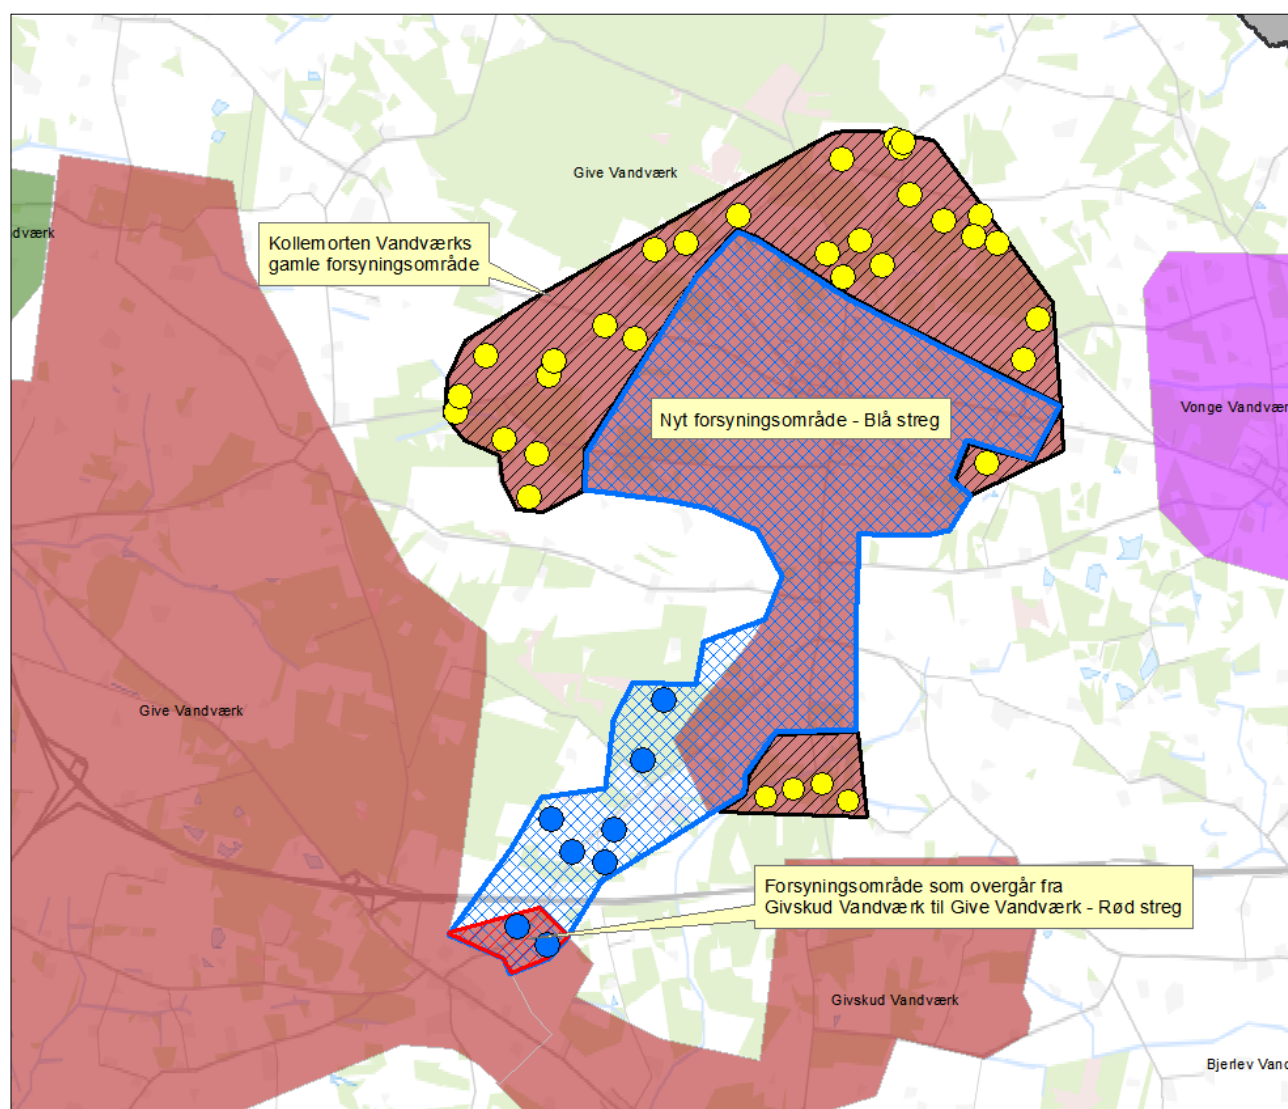 Give Vandværk
dværk
Kollemorten Vandværks
gamle forsyningsområde
Vonge Vandvær
Nyt forsyningsområde - Blå streg
Give Vandværk
Forsyningsområde som overgår fra
Givskud Vandværk til Give Vandværk - Rød streg
Givskud Vandværk
Bjerlev Vand